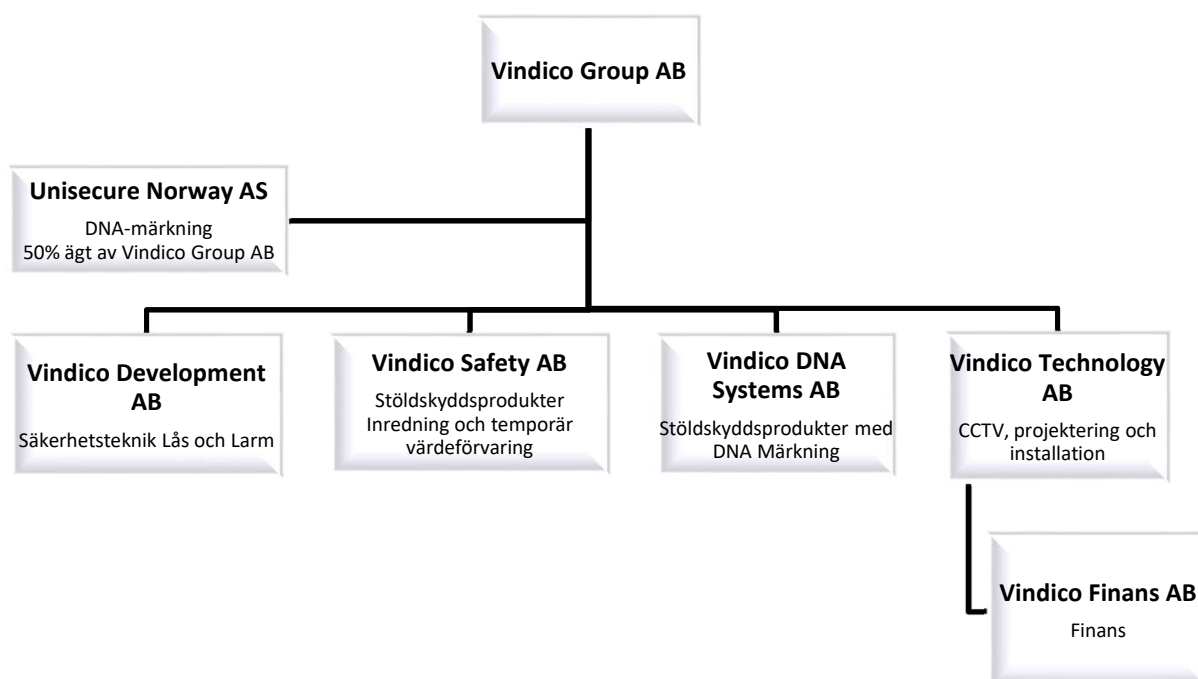 Vindico Group AB
Unisecure Norway AS
DNA-märkning
50% ägt av Vindico Group AB
Vindico Development
AB
Säkerhetsteknik Lås och Larm
Vindico Safety AB
Stöldskyddsprodukter
Inredning och temporär
värdeförvaring
Vindico DNA
Systems AB
Stöldskyddsprodukter med
DNA Märkning
Vindico Technology
AB
CCTV, projektering och
installation
Vindico Finans AB
Finans